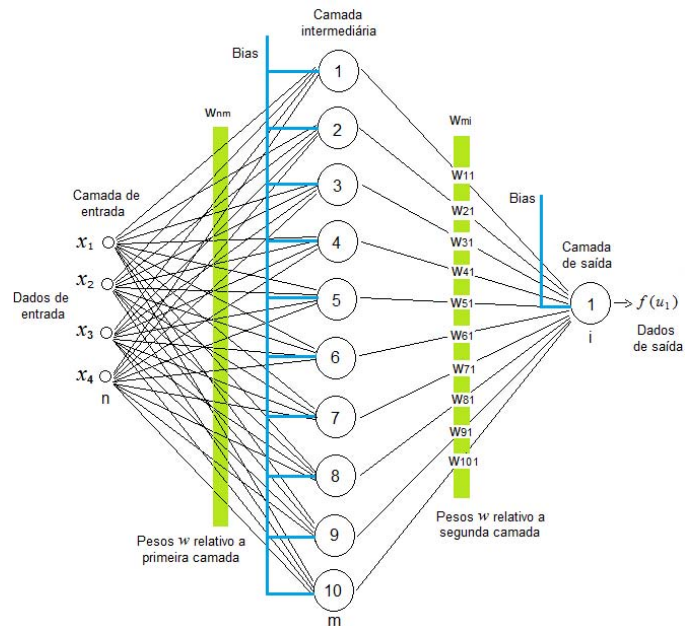 Camada
intermediária
Bias
1
Wnm
2
Wmi
W11
3
Camada de
entrada
W21
Bias
x1
4
W31
Camada
de saída
x2
W41
Dados de
entrada
5
W51
1
f(u1)
x3
W61
i
Dados
de saída
6
x4
W71
n
7
W81
W91
8
W101
Pesos w relativo a
primeira camada
9
Pesos w relativo a
segunda camada
10
m